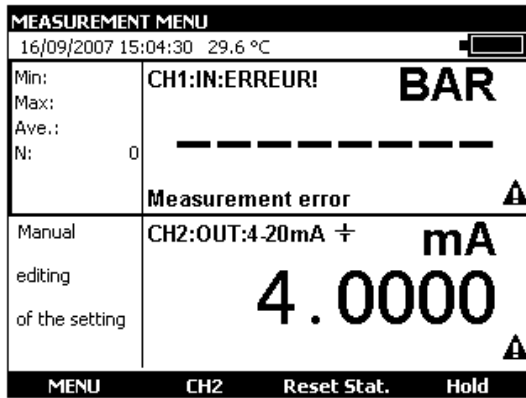 MEASUREMENT MENU
16/09/2007 15:04:30 29.6 °C
Min:
Max:
Ave.:
N: 0
CH1:IN:ERREUR! BAR
— — — — — — — —
Measurement error
Manual
editing
of the setting
CH2:OUT:4-20mA mA
4.0000
MENU CH2 Reset Stat. Hold